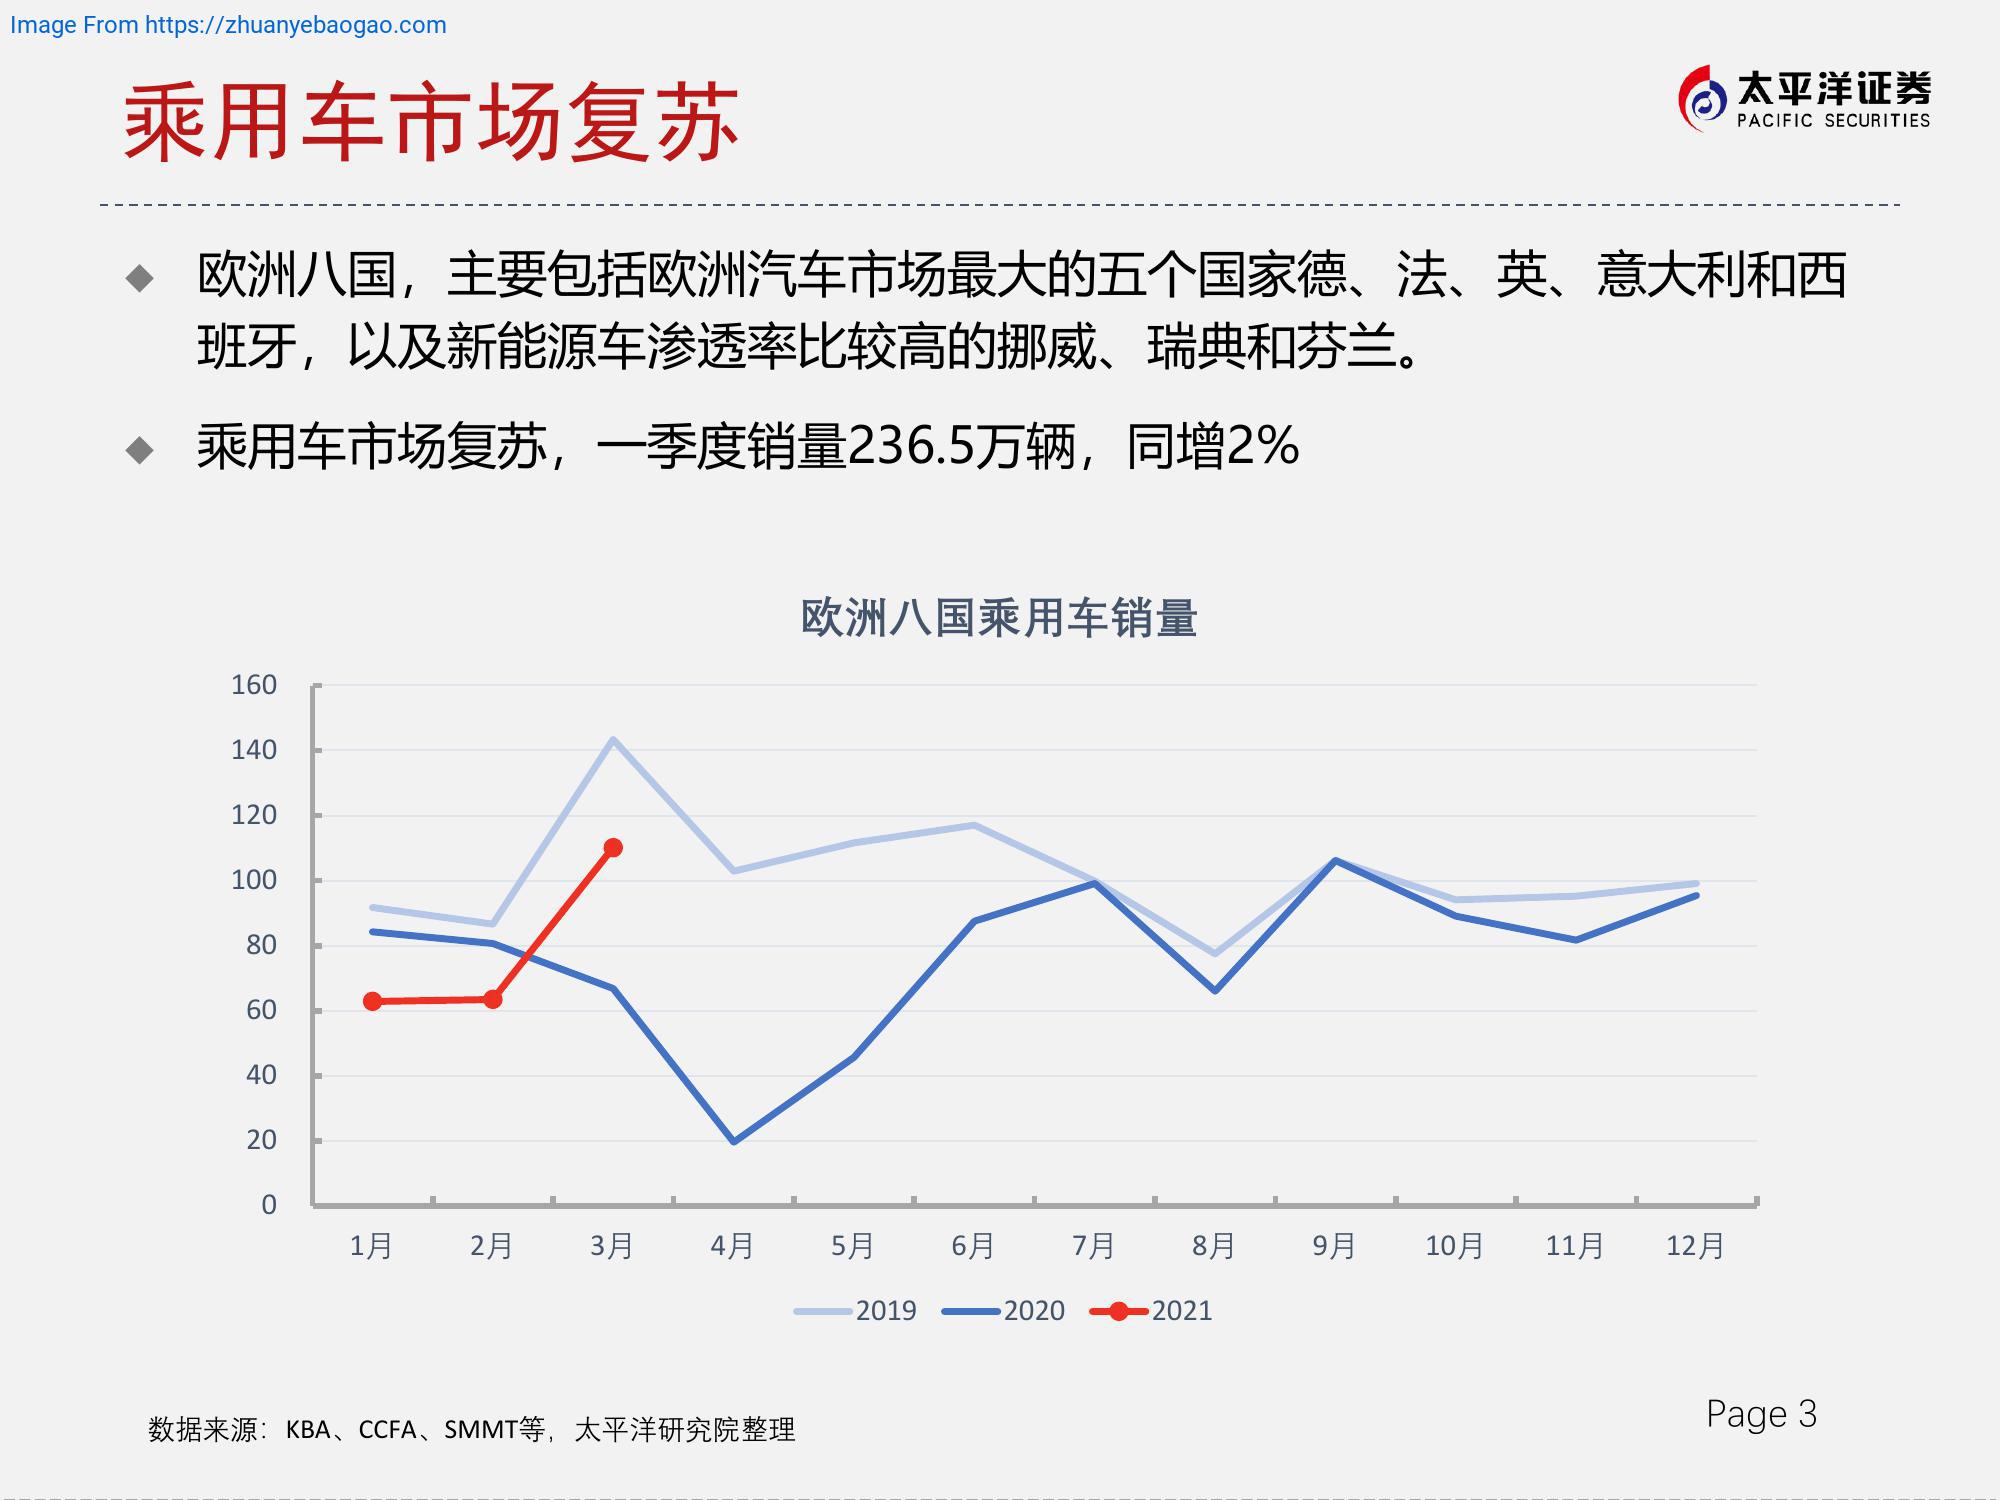 Image From https://zhuanyebaogao.com
乘用车市场复苏
太平洋证券
PACIFIC SECURITIES
欧洲八国，主要包括欧洲汽车市场最大的五个国家德、法、英、意大利和西
班牙，以及新能源车渗透率比较高的挪威、瑞典和芬兰。
乘用车市场复苏，一季度销量236.5万辆，同增2%
欧洲八国乘用车销量
160
140
120
100
80
60
40
20
0
1月 2月 3月 4月 5月 6月 7月 8月 9月 10月 11月 12月
2019 2020 2021
数据来源：KBA、CCFA、SMMT等，太平洋研究院整理
Page 3